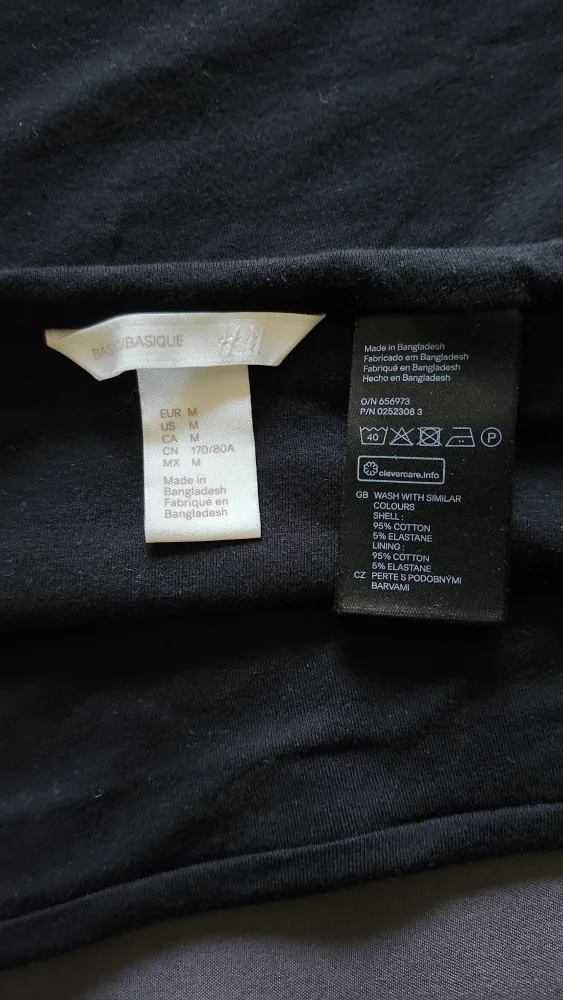 BASIC/BASIQUE H&M
EUR M
US M
CA M
CN 170/80A
MX M
Made in
Bangladesh
Fabriqué en
Bangladesh
Made in Bangladesh
Fabricado em Bangladesh
Fabriqué en Bangladesh
Hecho en Bangladesh
O/N 656973
P/N 0252308 3
40 P
clevercare.info
GB WASH WITH SIMILAR
COLOURS
SHELL :
95% COTTON
5% ELASTANE
LINING :
95% COTTON
5% ELASTANE
CZ PERTE S PODOBNÝMI
BARVAMI